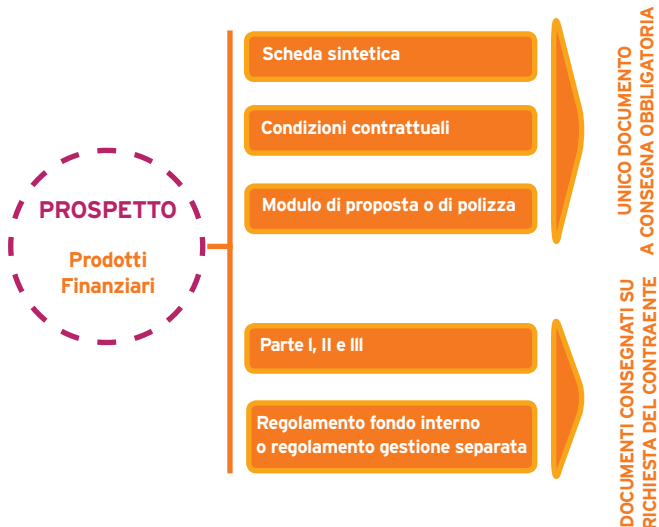 PROSPETTO
Prodotti
Finanziari
Scheda sintetica
Condizioni contrattuali
Modulo di proposta o di polizza
UNICO DOCUMENTO
A CONSEGNA OBBLIGATORIA
Parte I, II e III
Regolamento fondo interno
o regolamento gestione separata
DOCUMENTI CONSEGNATI SU
RICHIESTA DEL CONTRAENTE